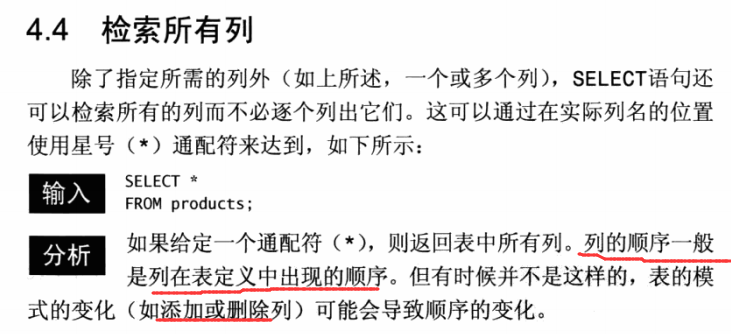 4.4 检索所有列
除了指定所需的列外（如上所述，一个或多个列），SELECT语句还
可以检索所有的列而不必逐个列出它们。这可以通过在实际列名的位置
使用星号（*）通配符来达到，如下所示：
输入
SELECT *
FROM products;
分析
如果给定一个通配符（*），则返回表中所有列。列的顺序一般
是列在表定义中出现的顺序。但有时候并不是这样的，表的模
式的变化（如添加或删除列）可能会导致顺序的变化。